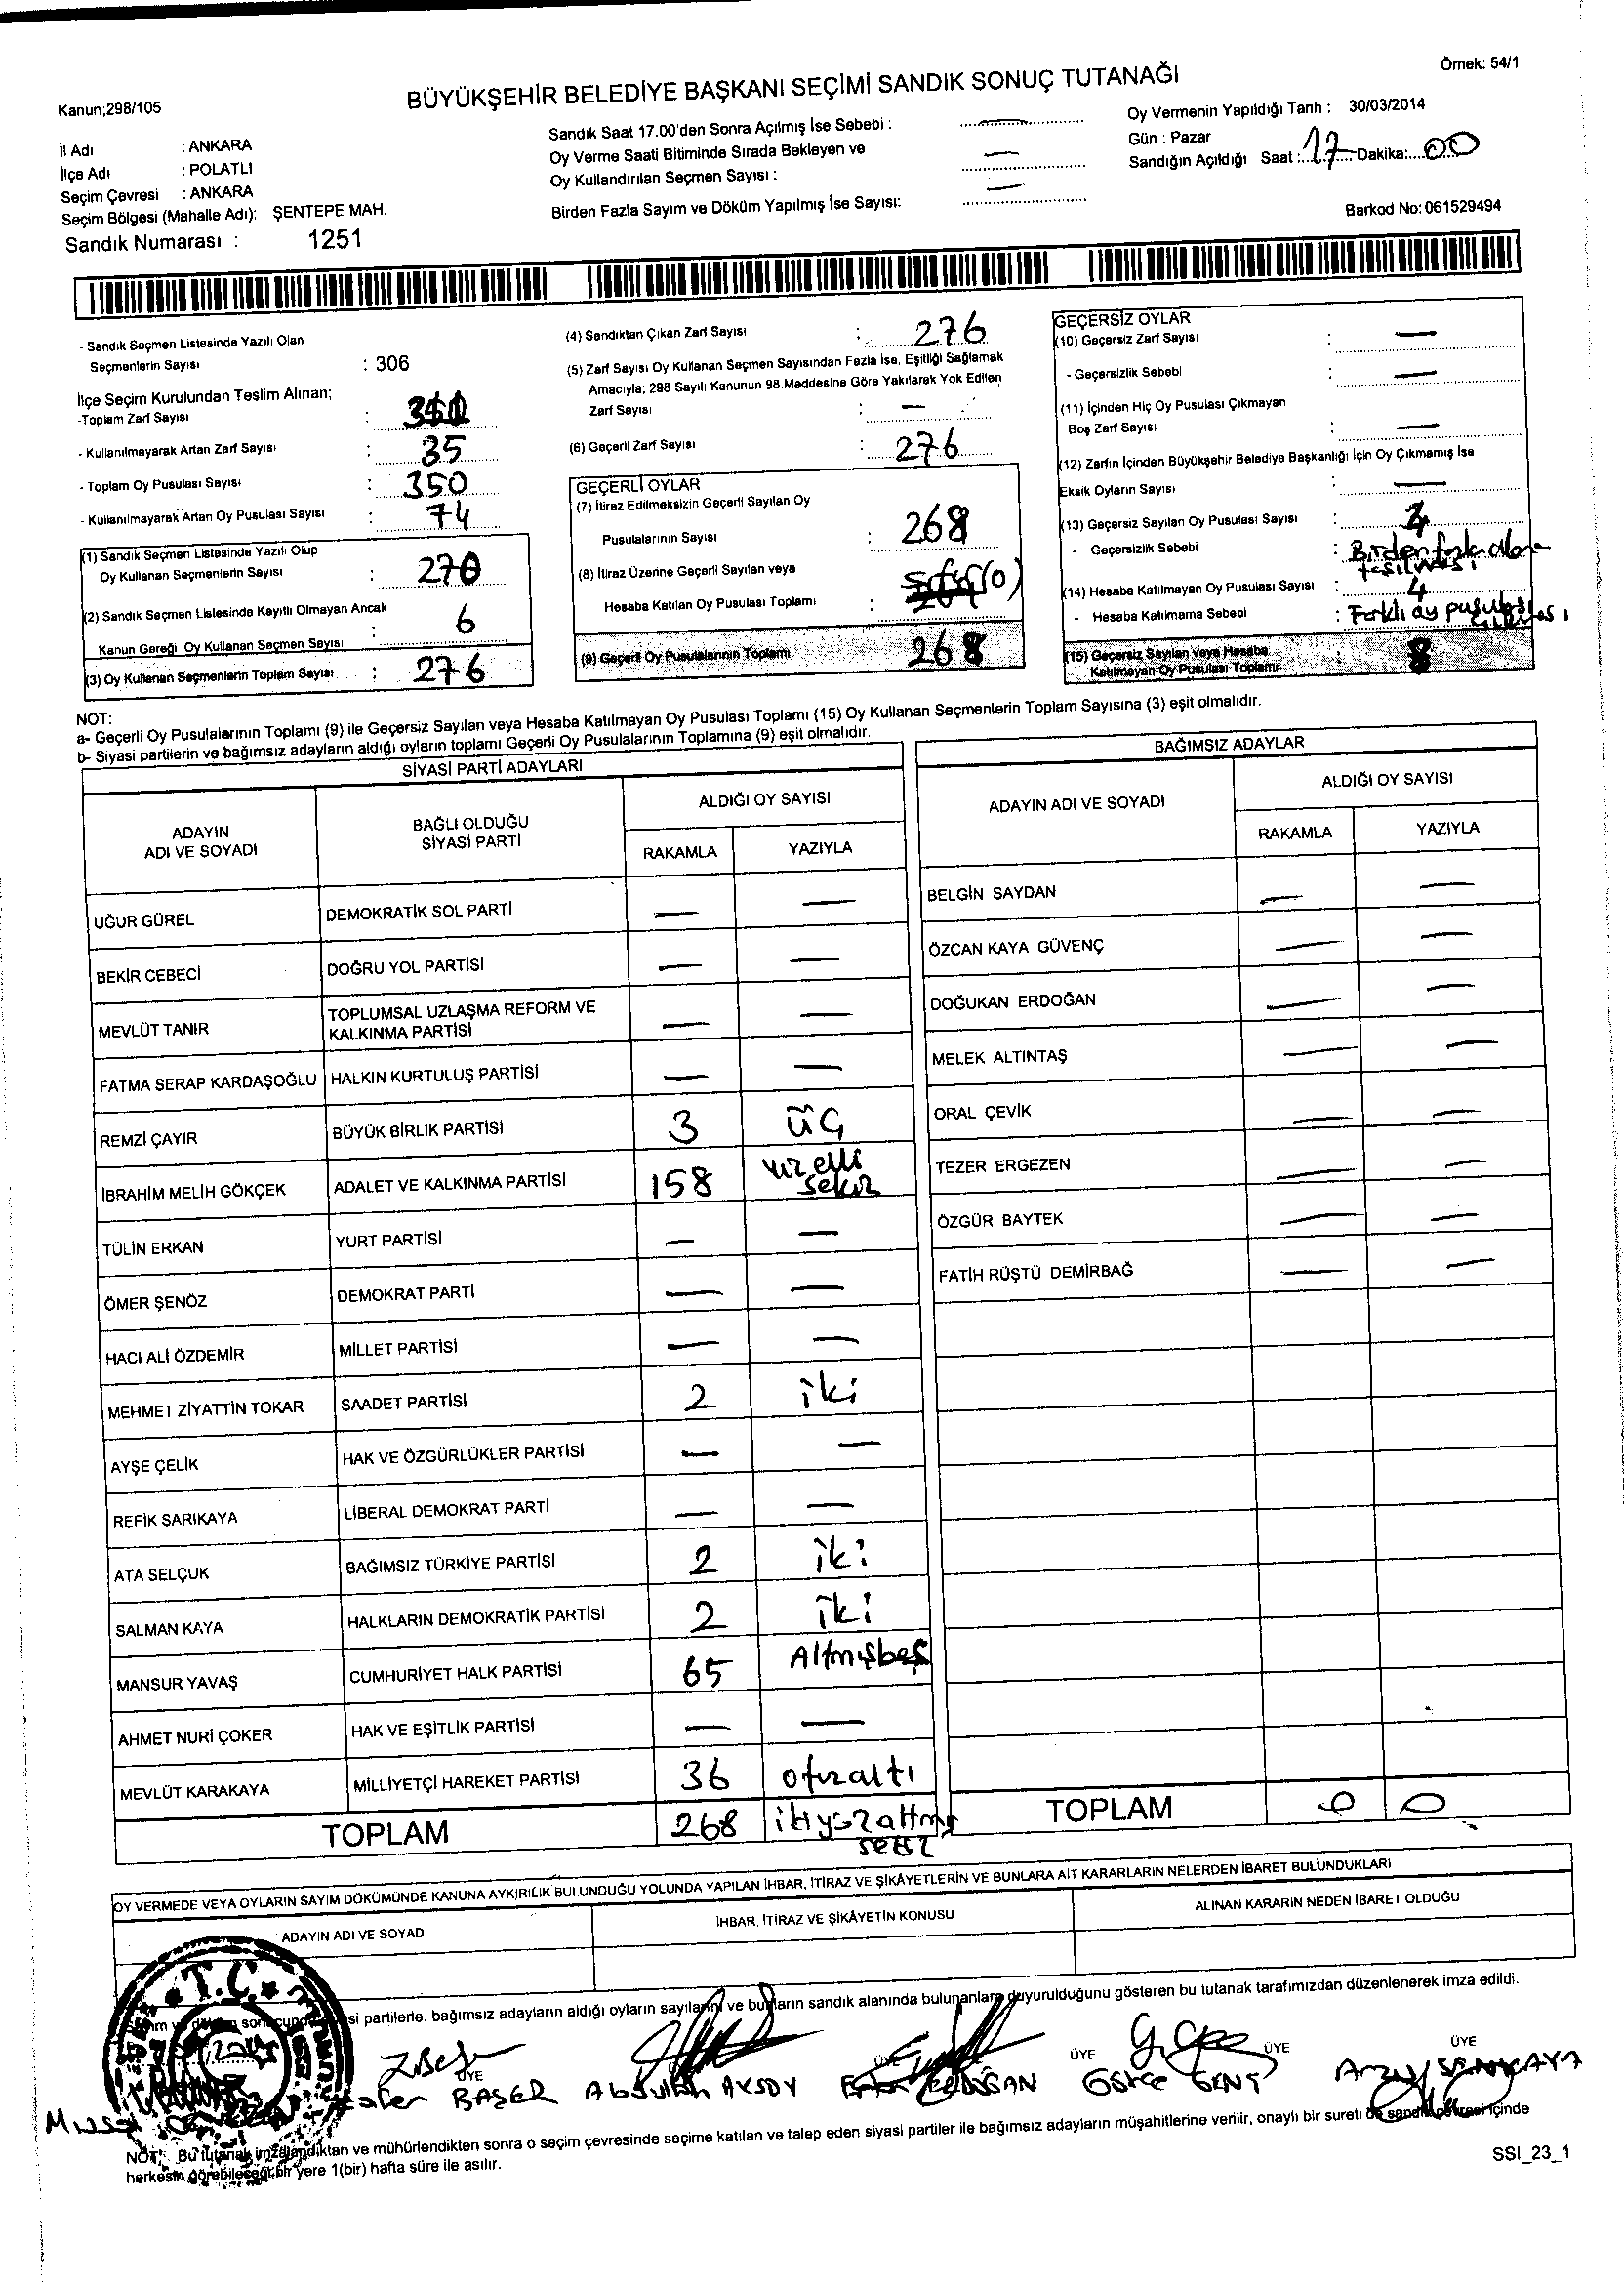 Örnek: 54/1
BÜYÜKŞEHİR BELEDİYE BAŞKANI SEÇİMİ SANDIK SONUÇ TUTANAĞI
Kanun;298/105
İl Adı : ANKARA
İlçe Adı : POLATLI
Seçim Çevresi : ANKARA
Seçim Bölgesi (Mahalle Adı): ŞENTEPE MAH.
Sandık Numarası : 1251
Sandık Saat 17.00'den Sonra Açılmış İse Sebebi : —
Oy Verme Saati Bitiminde Sırada Bekleyen ve
Oy Kullandırılan Seçmen Sayısı : —
Birden Fazla Sayım ve Döküm Yapılmış İse Sayısı: —
Oy Vermenin Yapıldığı Tarih : 30/03/2014
Gün : Pazar
Sandığın Açıldığı Saat : 17 Dakika: 00
Barkod No: 061529494
- Sandık Seçmen Listesinde Yazılı Olan
Seçmenlerin Sayısı : 306
İlçe Seçim Kurulundan Teslim Alınan;
-Toplam Zarf Sayısı :
- Kullanılmayarak Artan Zarf Sayısı : 35
- Toplam Oy Pusulası Sayısı : 350
- Kullanılmayarak Artan Oy Pusulası Sayısı : 74
(1) Sandık Seçmen Listesinde Yazılı Olup
Oy Kullanan Seçmenlerin Sayısı : 270
(2) Sandık Seçmen Listesinde Kayıtlı Olmayan Ancak
Kanun Gereği Oy Kullanan Seçmen Sayısı : 6
(3) Oy Kullanan Seçmenlerin Toplam Sayısı : 276
(4) Sandıktan Çıkan Zarf Sayısı : 276
(5) Zarf Sayısı Oy Kullanan Seçmen Sayısından Fazla İse, Eşitliği Sağlamak
Amacıyla; 298 Sayılı Kanunun 98.Maddesine Göre Yakılarak Yok Edilen
Zarf Sayısı : —
(6) Geçerli Zarf Sayısı : 276
GEÇERLİ OYLAR
(7) İtiraz Edilmeksizin Geçerli Sayılan Oy
Pusulalarının Sayısı : 268
(8) İtiraz Üzerine Geçerli Sayılan veya
Hesaba Katılan Oy Pusulası Toplamı : Sıfır(0)
(9) Geçerli Oy Pusulalarının Toplamı 268
GEÇERSİZ OYLAR
(10) Geçersiz Zarf Sayısı : —
- Geçersizlik Sebebi : —
(11) İçinden Hiç Oy Pusulası Çıkmayan
Boş Zarf Sayısı : —
(12) Zarfın İçinden Büyükşehir Belediye Başkanlığı İçin Oy Çıkmamış İse
Eksik Oyların Sayısı : —
(13) Geçersiz Sayılan Oy Pusulası Sayısı :
- Geçersizlik Sebebi : Birden fazla alana
(14) Hesaba Katılmayan Oy Pusulası Sayısı : 4
- Hesaba Katılmama Sebebi : Farklı oy pusulası
(15) Geçersiz Sayılan veya Hesaba
Katılmayan Oy Pusulası Toplamı : 8
NOT:
a- Geçerli Oy Pusulalarının Toplamı (9) ile Geçersiz Sayılan veya Hesaba Katılmayan Oy Pusulası Toplamı (15) Oy Kullanan Seçmenlerin Toplam Sayısına (3) eşit olmalıdır.
b- Siyasi partilerin ve bağımsız adayların aldığı oyların toplamı Geçerli Oy Pusulalarının Toplamına (9) eşit olmalıdır.
SİYASİ PARTİ ADAYLARI
ADAYIN ADI VE SOYADI BAĞLI OLDUĞU SİYASİ PARTİ ALDIĞI OY SAYISI
RAKAMLA YAZIYLA
UĞUR GÜREL DEMOKRATİK SOL PARTİ — —
BEKİR CEBECİ DOĞRU YOL PARTİSİ — —
MEVLÜT TANIR TOPLUMSAL UZLAŞMA REFORM VE KALKINMA PARTİSİ — —
FATMA SERAP KARDAŞOĞLU HALKIN KURTULUŞ PARTİSİ — —
REMZİ ÇAYIR BÜYÜK BİRLİK PARTİSİ 3 üç
İBRAHİM MELİH GÖKÇEK ADALET VE KALKINMA PARTİSİ 158 yüzelli sekiz
TÜLİN ERKAN YURT PARTİSİ — —
ÖMER ŞENÖZ DEMOKRAT PARTİ — —
HACI ALİ ÖZDEMİR MİLLET PARTİSİ — —
MEHMET ZİYATTİN TOKAR SAADET PARTİSİ 2 iki
AYŞE ÇELİK HAK VE ÖZGÜRLÜKLER PARTİSİ — —
REFİK SARIKAYA LİBERAL DEMOKRAT PARTİ — —
ATA SELÇUK BAĞIMSIZ TÜRKİYE PARTİSİ 2 iki
SALMAN KAYA HALKLARIN DEMOKRATİK PARTİSİ 2 iki
MANSUR YAVAŞ CUMHURİYET HALK PARTİSİ 65 Altmışbeş
AHMET NURİ ÇOKER HAK VE EŞİTLİK PARTİSİ — —
MEVLÜT KARAKAYA MİLLİYETÇİ HAREKET PARTİSİ 36 otuzaltı
TOPLAM 268 ikiyüzaltmış sekiz
BAĞIMSIZ ADAYLAR
ADAYIN ADI VE SOYADI ALDIĞI OY SAYISI
RAKAMLA YAZIYLA
BELGİN SAYDAN — —
ÖZCAN KAYA GÜVENÇ — —
DOĞUKAN ERDOĞAN — —
MELEK ALTINTAŞ — —
ORAL ÇEVİK — —
TEZER ERGEZEN — —
ÖZGÜR BAYTEK — —
FATİH RÜŞTÜ DEMİRBAĞ — —
TOPLAM 0 0
OY VERMEDE VEYA OYLARIN SAYIM DÖKÜMÜNDE KANUNA AYKIRILIK BULUNDUĞU YOLUNDA YAPILAN İHBAR, İTİRAZ VE ŞİKÂYETLERİN VE BUNLARA AİT KARARLARIN NELERDEN İBARET BULUNDUKLARI
ADAYIN ADI VE SOYADI İHBAR, İTİRAZ VE ŞİKÂYETİN KONUSU ALINAN KARARIN NEDEN İBARET OLDUĞU
T.C.
partilerle, bağımsız adayların aldığı oyların sayılarını ve bunların sandık alanında bulunanlara duyurulduğunu gösteren bu tutanak tarafımızdan düzenlenerek imza edildi.
ÜYE ÜYE ÜYE ÜYE
BAŞER Abdullah AKSOY ERDOĞAN Gökçe GENÇ
NOT: Bu tutanak imzalandıktan ve mühürlendikten sonra o seçim çevresinde seçime katılan ve talep eden siyasi partiler ile bağımsız adayların müşahitlerine verilir, onaylı bir sureti de sandık çevresi içinde
herkesin görebileceği bir yere 1(bir) hafta süre ile asılır.
SSI_23_1